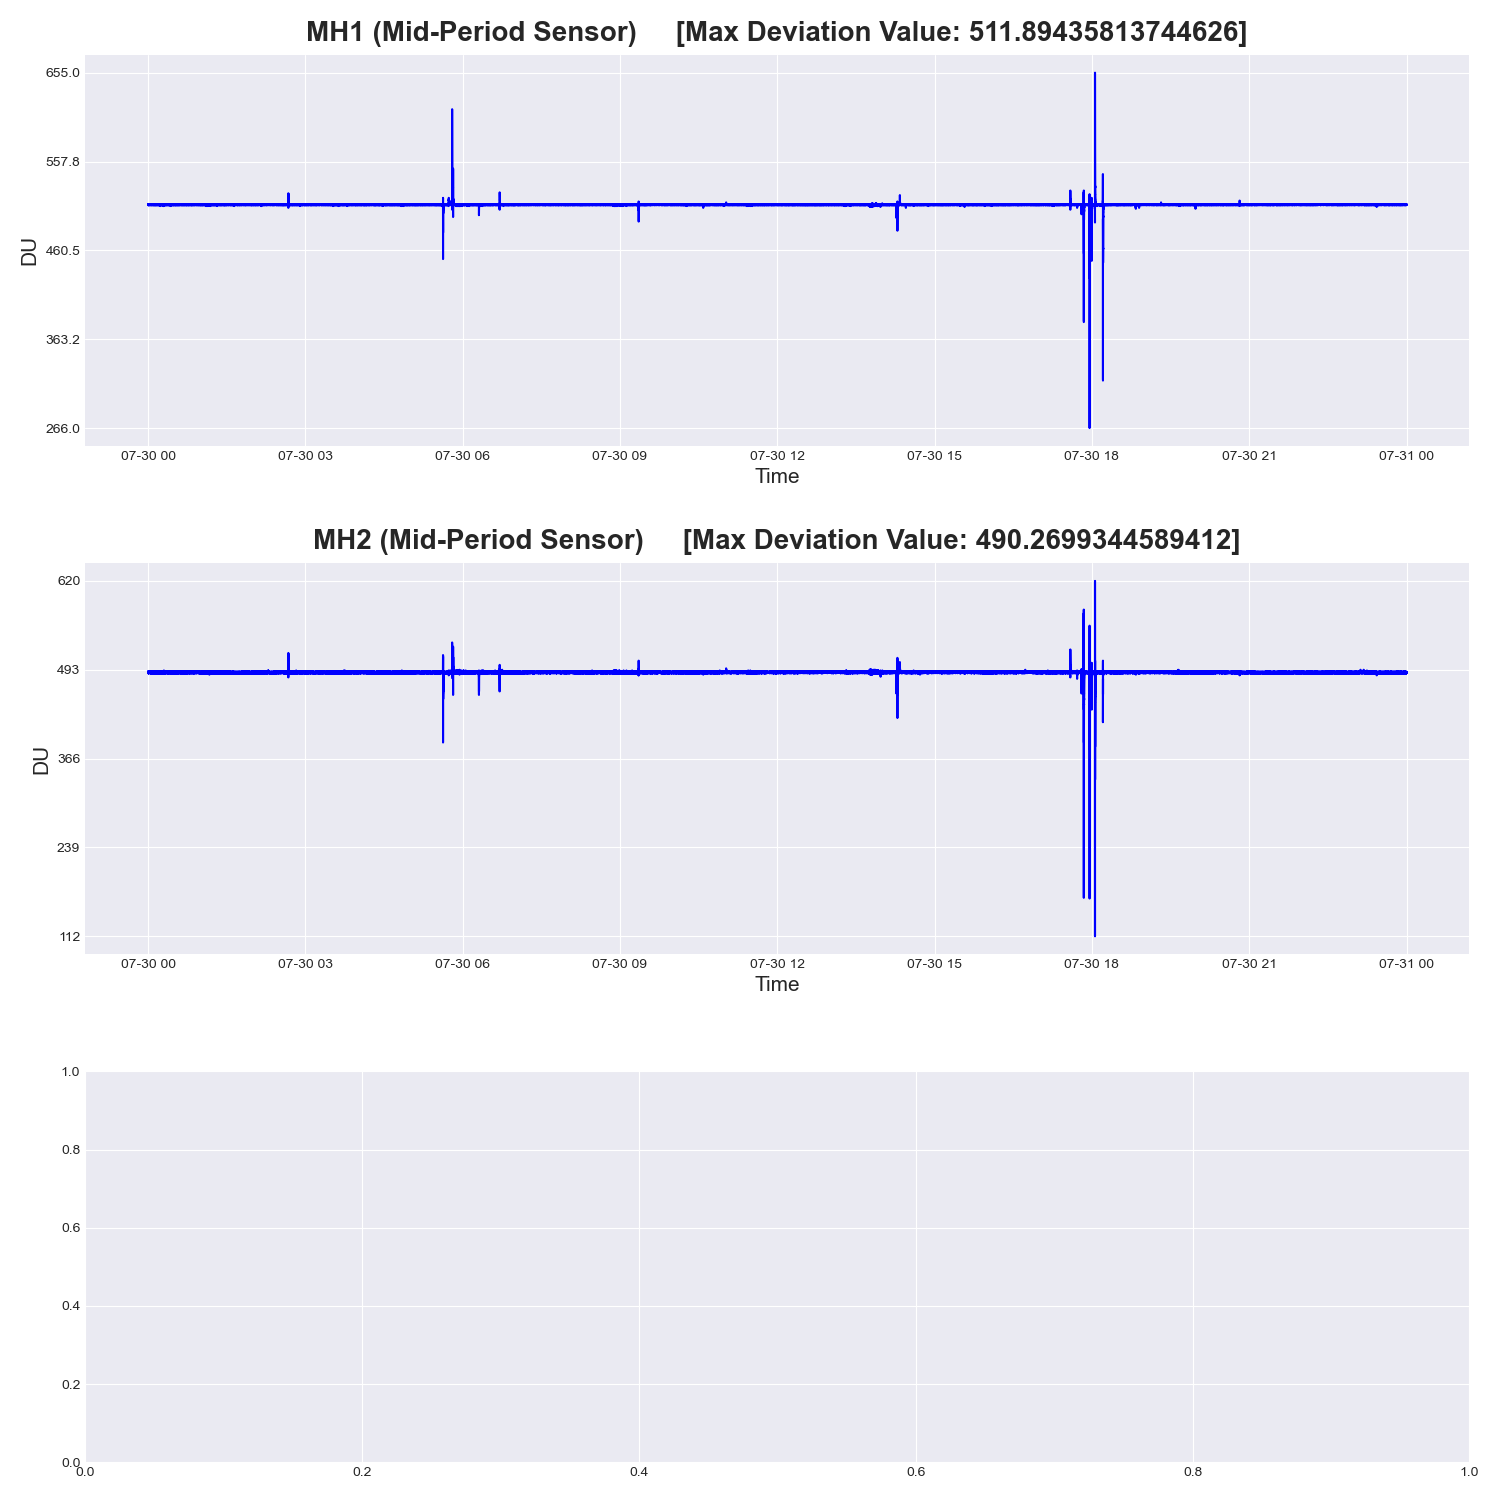 MH1 (Mid-Period Sensor) [Max Deviation Value: 511.89435813744626]
655.0
557.8
460.5
363.2
266.0
DU
07-30 00 07-30 03 07-30 06 07-30 09 07-30 12 07-30 15 07-30 18 07-30 21 07-31 00
Time
MH2 (Mid-Period Sensor) [Max Deviation Value: 490.2699344589412]
620
493
366
239
112
DU
07-30 00 07-30 03 07-30 06 07-30 09 07-30 12 07-30 15 07-30 18 07-30 21 07-31 00
Time
1.0
0.8
0.6
0.4
0.2
0.0
0.0 0.2 0.4 0.6 0.8 1.0